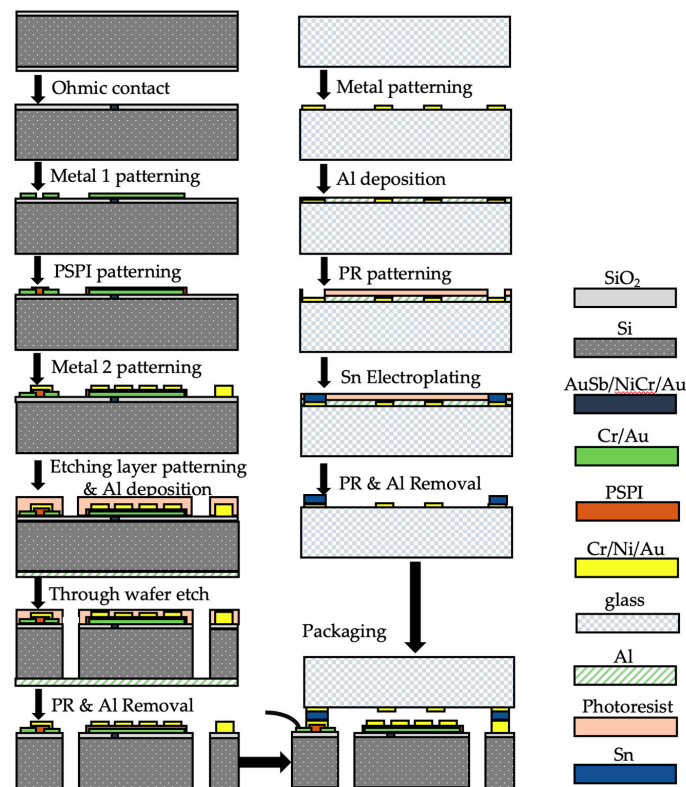 Ohmic contact
Metal 1 patterning
PSPI patterning
Metal 2 patterning
Etching layer patterning
& Al deposition
Through wafer etch
PR & Al Removal
Metal patterning
Al deposition
PR patterning
Sn Electroplating
PR & Al Removal
Packaging
SiO₂
Si
AuSb/NiCr/Au
Cr/Au
PSPI
Cr/Ni/Au
glass
Al
Photoresist
Sn